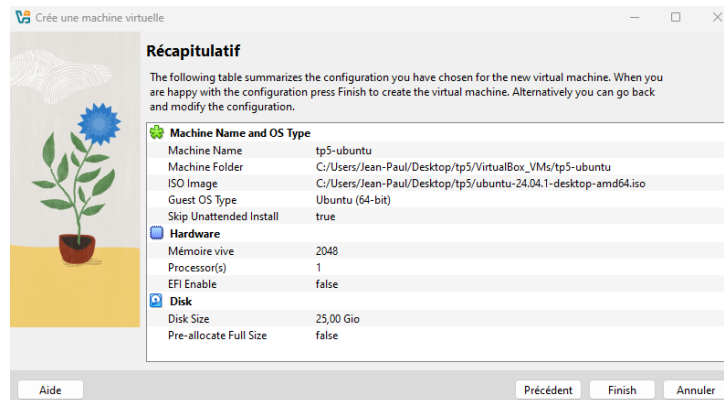 Crée une machine virtuelle
Récapitulatif
The following table summarizes the configuration you have chosen for the new virtual machine. When you
are happy with the configuration press Finish to create the virtual machine. Alternatively you can go back
and modify the configuration.
Machine Name and OS Type
Machine Name tp5-ubuntu
Machine Folder C:/Users/Jean-Paul/Desktop/tp5/VirtualBox_VMs/tp5-ubuntu
ISO Image C:/Users/Jean-Paul/Desktop/tp5/ubuntu-24.04.1-desktop-amd64.iso
Guest OS Type Ubuntu (64-bit)
Skip Unattended Install true
Hardware
Mémoire vive 2048
Processor(s) 1
EFI Enable false
Disk
Disk Size 25,00 Gio
Pre-allocate Full Size false
Aide Précédent Finish Annuler